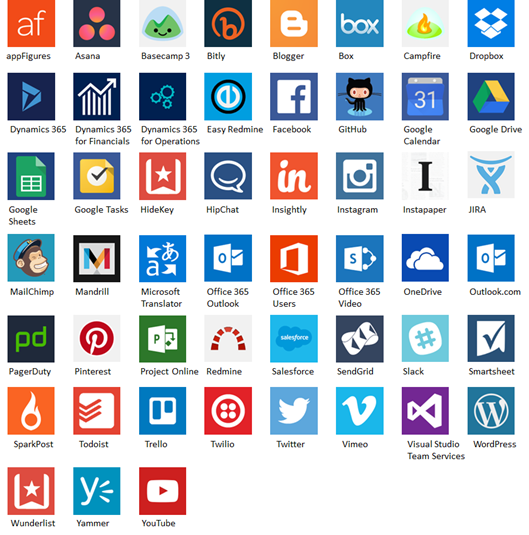 af
appFigures
Asana
Basecamp 3
Bitly
Blogger
box
Box
Campfire
Dropbox
Dynamics 365
Dynamics 365
for Financials
Dynamics 365
for Operations
Easy Redmine
Facebook
GitHub
31
Google
Calendar
Google Drive
Google
Sheets
Google Tasks
HideKey
HipChat
in
Insightly
Instagram
I
Instapaper
JIRA
MailChimp
M
Mandrill
あ
a
Microsoft
Translator
Office 365
Outlook
Office 365
Users
Office 365
Video
OneDrive
Outlook.com
pd
PagerDuty
Pinterest
Project Online
Redmine
salesforce
Salesforce
SendGrid
#
Slack
Smartsheet
SparkPost
Todoist
Trello
Twilio
Twitter
Vimeo
Visual Studio
Team Services
WordPress
Wunderlist
Yammer
YouTube